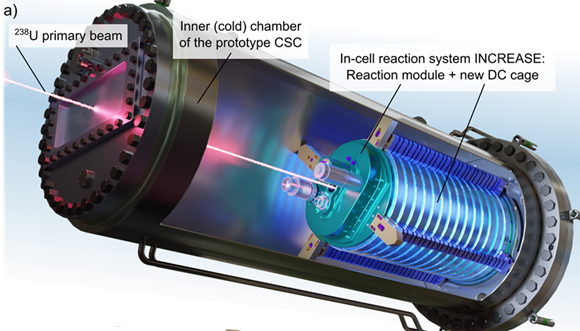 a)
²³⁸U primary beam
Inner (cold) chamber
of the prototype CSC
In-cell reaction system INCREASE:
Reaction module + new DC cage